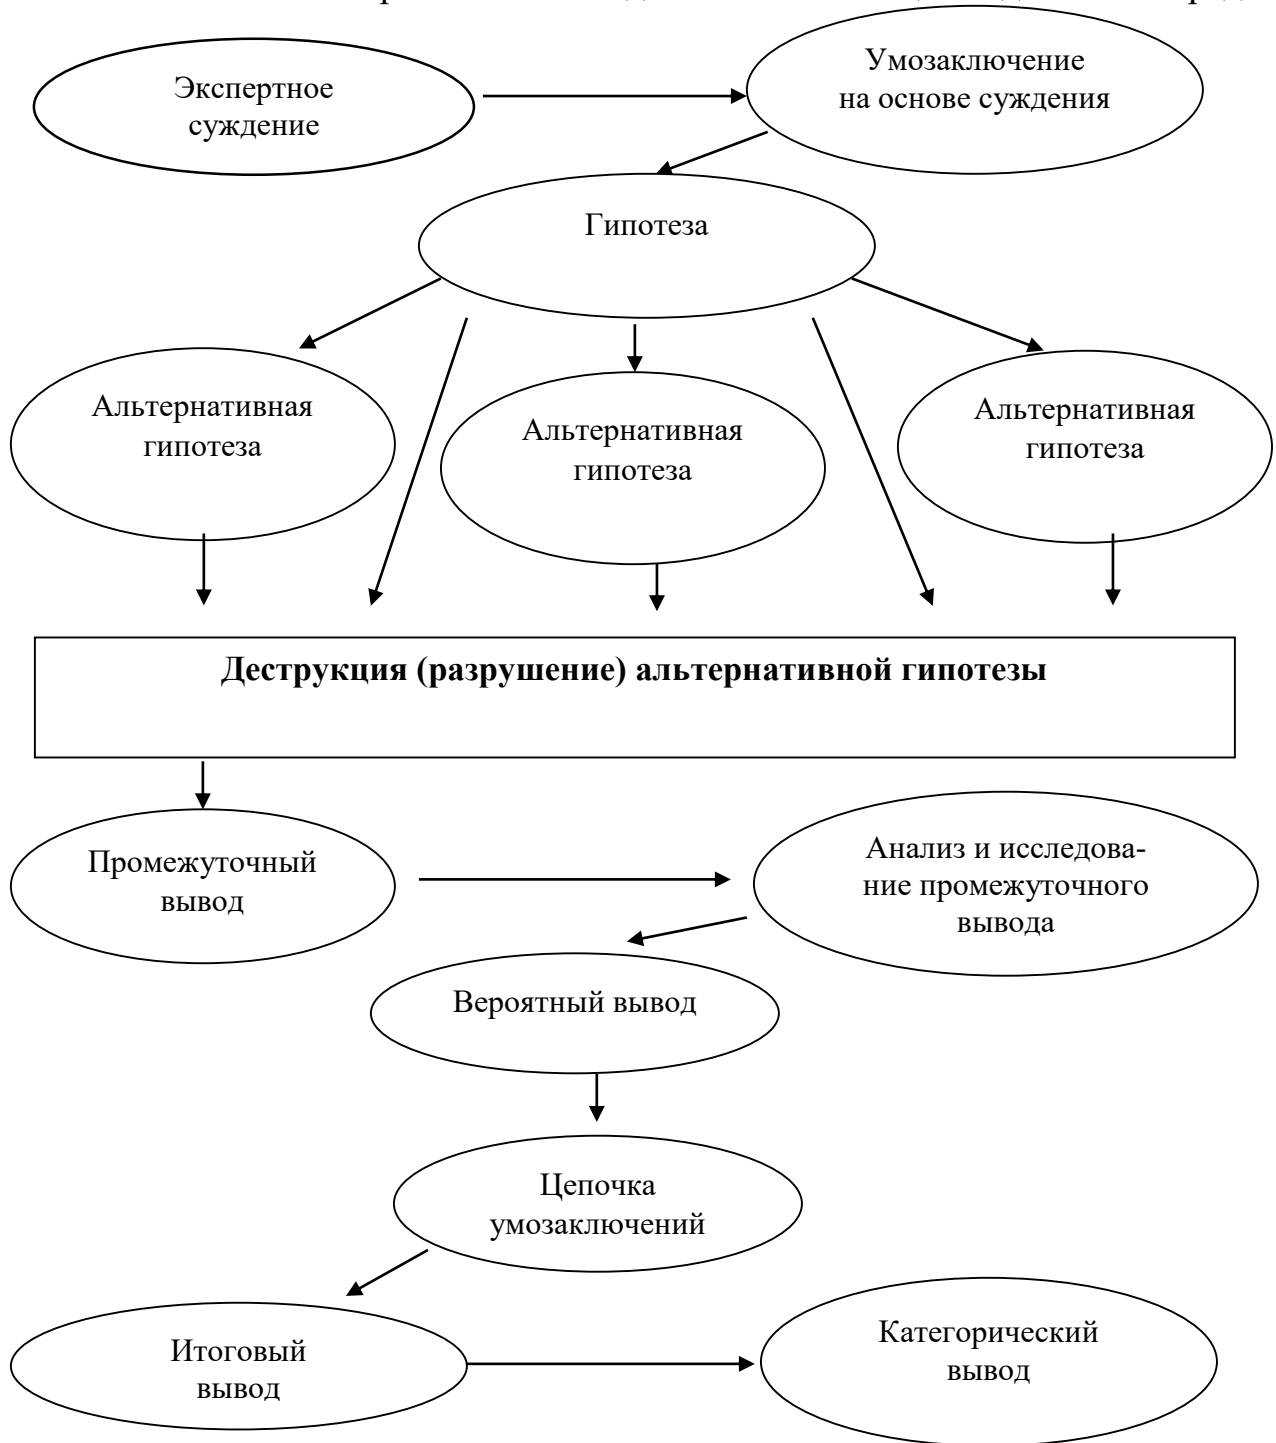 Экспертное
суждение
Умозаключение
на основе суждения
Гипотеза
Альтернативная
гипотеза
Альтернативная
гипотеза
Альтернативная
гипотеза
Деструкция (разрушение) альтернативной гипотезы
Промежуточный
вывод
Анализ и исследова-
ние промежуточного
вывода
Вероятный вывод
Цепочка
умозаключений
Итоговый
вывод
Категорический
вывод